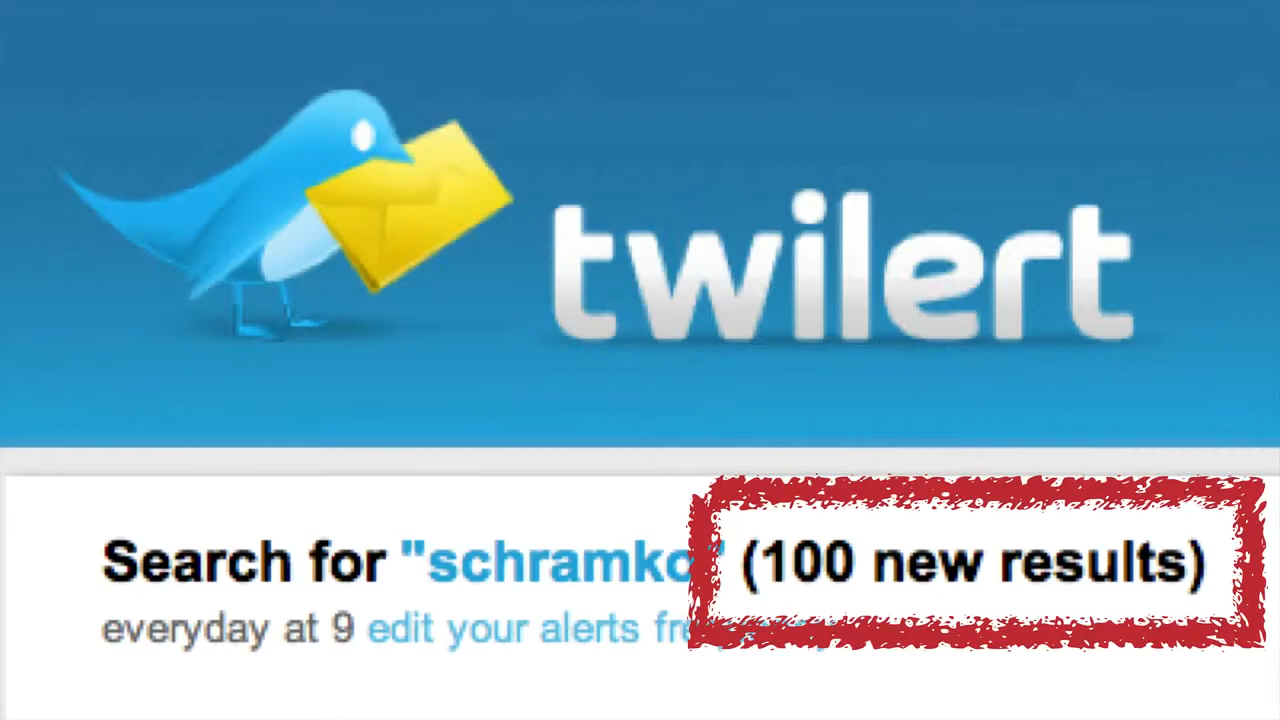 twilert
Search for "schramko" (100 new results)
everyday at 9 edit your alerts